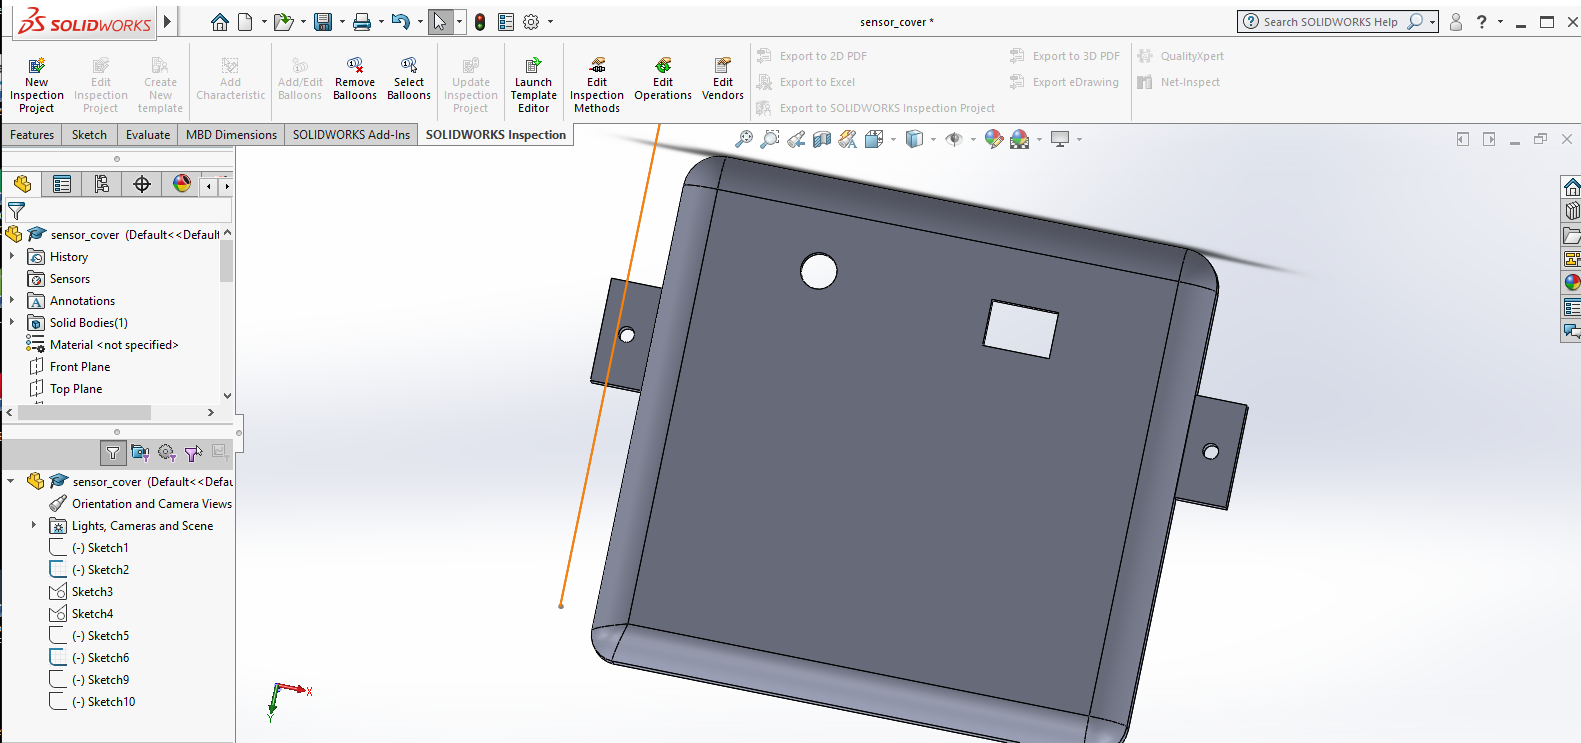 SOLIDWORKS
sensor_cover *
Search SOLIDWORKS Help
New Inspection Project
Edit Inspection Project
Create New template
Add Characteristic
Add/Edit Balloons
Remove Balloons
Select Balloons
Update Inspection Project
Launch Template Editor
Edit Inspection Methods
Edit Operations
Edit Vendors
Export to 2D PDF
Export to Excel
Export to SOLIDWORKS Inspection Project
Export to 3D PDF
Export eDrawing
QualityXpert
Net-Inspect
Features
Sketch
Evaluate
MBD Dimensions
SOLIDWORKS Add-Ins
SOLIDWORKS Inspection
sensor_cover (Default<<Default
History
Sensors
Annotations
Solid Bodies(1)
Material <not specified>
Front Plane
Top Plane
sensor_cover (Default<<Defau
Orientation and Camera Views
Lights, Cameras and Scene
(-) Sketch1
(-) Sketch2
Sketch3
Sketch4
(-) Sketch5
(-) Sketch6
(-) Sketch9
(-) Sketch10
X
Y